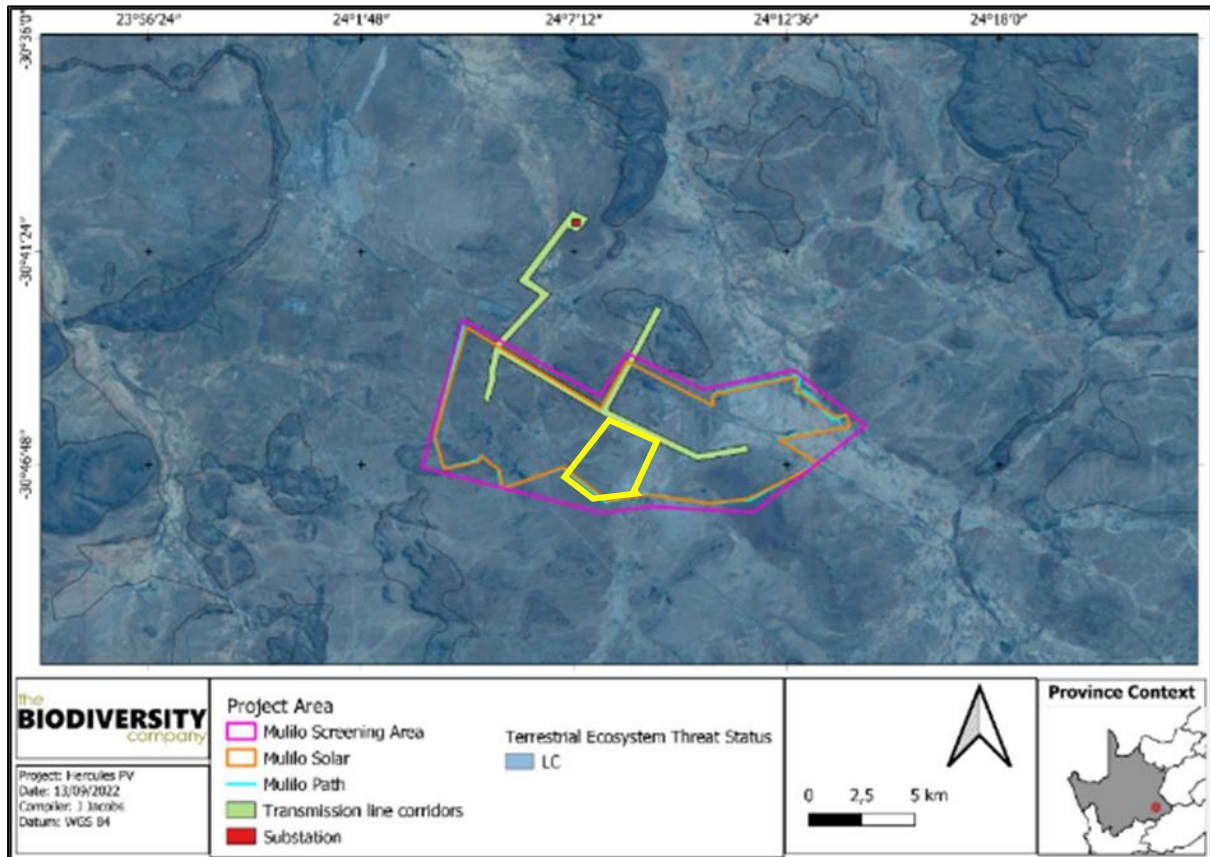 23°56'24" 24°1'48" 24°7'12" 24°12'36" 24°18'0"
-30°36'0"
-30°41'24"
-30°46'48"
the
BIODIVERSITY
company
Project: Hercules PV
Date: 13/09/2022
Compiler: J Jacobs
Datum: WGS 84
Project Area
Mulilo Screening Area
Mulilo Solar
Mulilo Path
Transmission line corridors
Substation
Terrestrial Ecosystem Threat Status
LC
0 2,5 5 km
Province Context